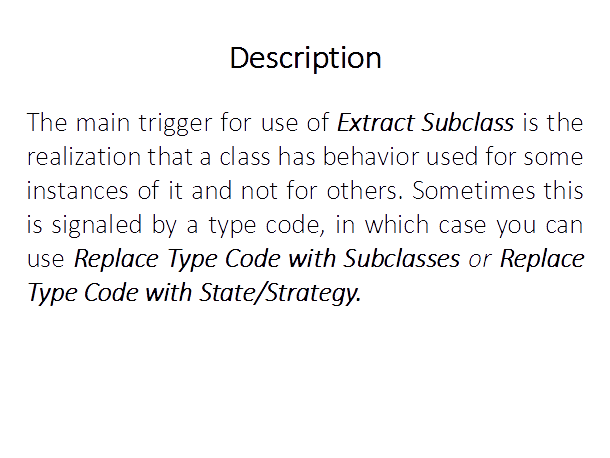 Description
The main trigger for use of Extract Subclass is the
realization that a class has behavior used for some
instances of it and not for others. Sometimes this
is signaled by a type code, in which case you can
use Replace Type Code with Subclasses or Replace
Type Code with State/Strategy.